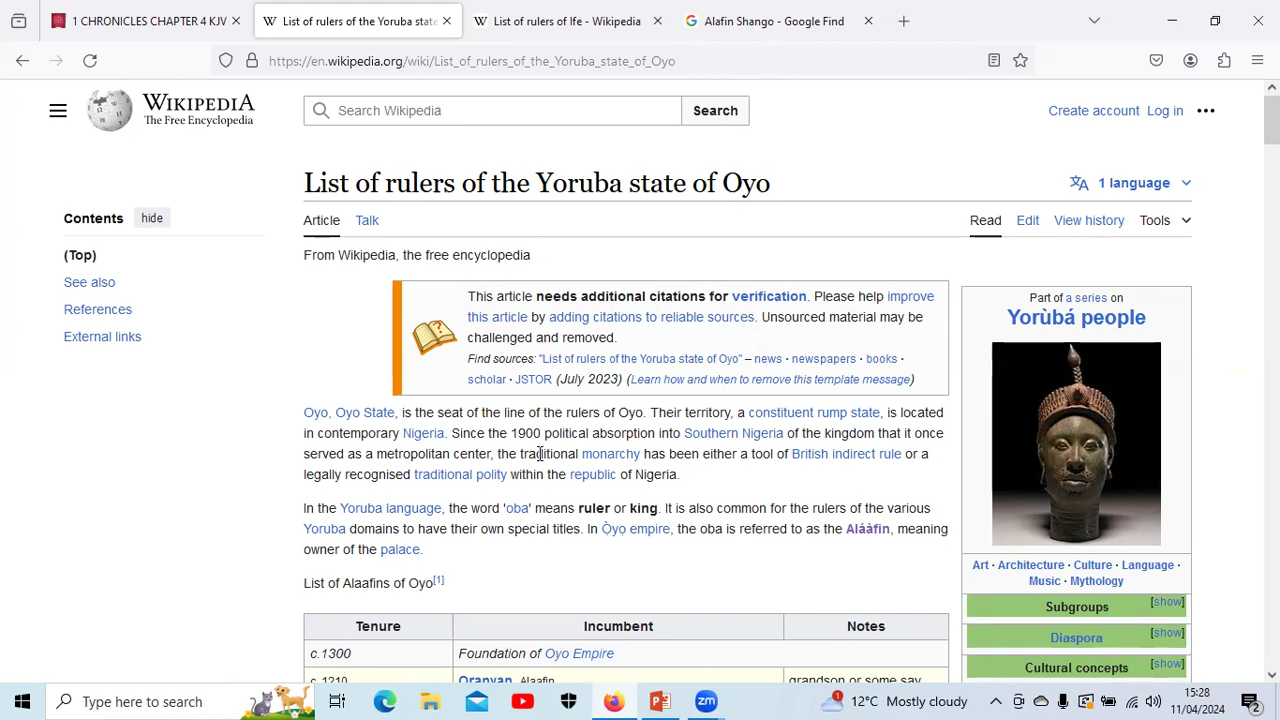 1 CHRONICLES CHAPTER 4 KJV
List of rulers of the Yoruba state
List of rulers of Ife - Wikipedia
Alafin Shango - Google Find
https://en.wikipedia.org/wiki/List_of_rulers_of_the_Yoruba_state_of_Oyo
WIKIPEDIA
The Free Encyclopedia
Search Wikipedia
Search
Create account
Log in
List of rulers of the Yoruba state of Oyo
1 language
Contents
hide
(Top)
See also
References
External links
Article
Talk
Read
Edit
View history
Tools
From Wikipedia, the free encyclopedia
This article needs additional citations for verification. Please help improve
this article by adding citations to reliable sources. Unsourced material may be
challenged and removed.
Find sources: "List of rulers of the Yoruba state of Oyo" – news · newspapers · books ·
scholar · JSTOR (July 2023) (Learn how and when to remove this template message)
Oyo, Oyo State, is the seat of the line of the rulers of Oyo. Their territory, a constituent rump state, is located
in contemporary Nigeria. Since the 1900 political absorption into Southern Nigeria of the kingdom that it once
served as a metropolitan center, the traditional monarchy has been either a tool of British indirect rule or a
legally recognised traditional polity within the republic of Nigeria.
In the Yoruba language, the word 'oba' means ruler or king. It is also common for the rulers of the various
Yoruba domains to have their own special titles. In Ọ̀yọ́ empire, the oba is referred to as the Aláàfin, meaning
owner of the palace.
List of Alaafins of Oyo[1]
Tenure
Incumbent
Notes
c.1300
Foundation of Oyo Empire
c.1210
Oranyan, Alaafin
grandson or some say
Part of a series on
Yorùbá people
Art · Architecture · Culture · Language ·
Music · Mythology
Subgroups
[show]
Diaspora
[show]
Cultural concepts
[show]
Type here to search
12°C Mostly cloudy
15:28
11/04/2024